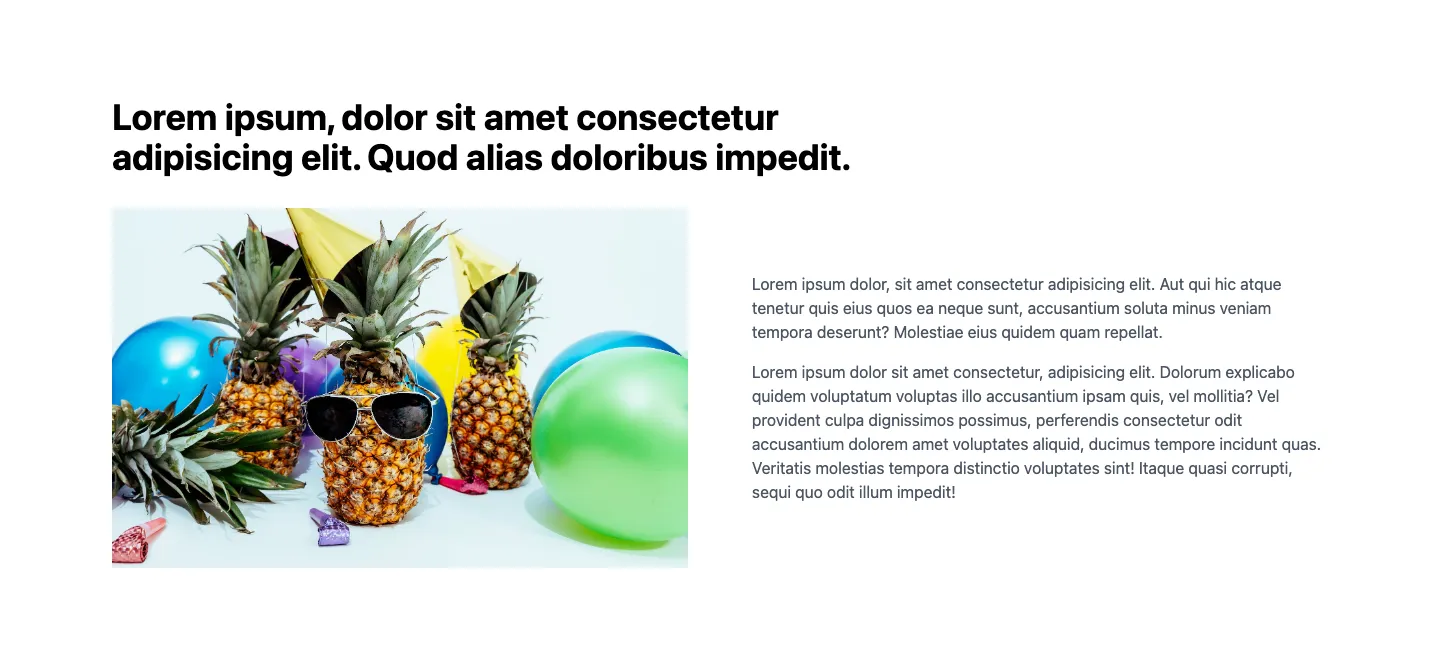 Lorem ipsum, dolor sit amet consectetur
adipisicing elit. Quod alias doloribus impedit.
Lorem ipsum dolor, sit amet consectetur adipisicing elit. Aut qui hic atque
tenetur quis eius quos ea neque sunt, accusantium soluta minus veniam
tempora deserunt? Molestiae eius quidem quam repellat.
Lorem ipsum dolor sit amet consectetur, adipisicing elit. Dolorum explicabo
quidem voluptatum voluptas illo accusantium ipsam quis, vel mollitia? Vel
provident culpa dignissimos possimus, perferendis consectetur odit
accusantium dolorem amet voluptates aliquid, ducimus tempore incidunt quas.
Veritatis molestias tempora distinctio voluptates sint! Itaque quasi corrupti,
sequi quo odit illum impedit!